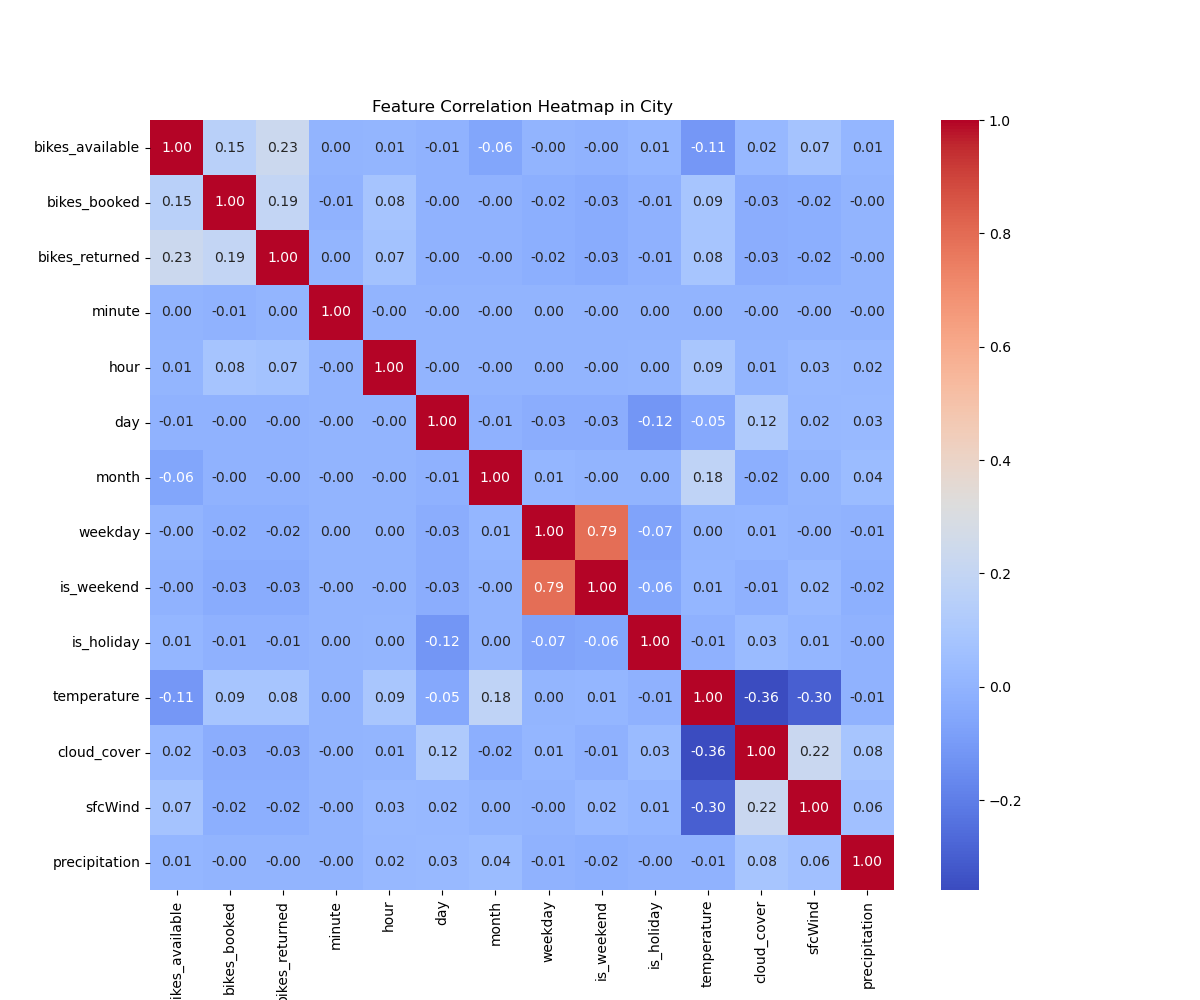 Feature Correlation Heatmap in City
bikes_available 1.00 0.15 0.23 0.00 0.01 -0.01 -0.06 -0.00 -0.00 0.01 -0.11 0.02 0.07 0.01
bikes_booked 0.15 1.00 0.19 -0.01 0.08 -0.00 -0.00 -0.02 -0.03 -0.01 0.09 -0.03 -0.02 -0.00
bikes_returned 0.23 0.19 1.00 0.00 0.07 -0.00 -0.00 -0.02 -0.03 -0.01 0.08 -0.03 -0.02 -0.00
minute 0.00 -0.01 0.00 1.00 -0.00 -0.00 -0.00 0.00 -0.00 0.00 0.00 -0.00 -0.00 -0.00
hour 0.01 0.08 0.07 -0.00 1.00 -0.00 -0.00 0.00 -0.00 0.00 0.09 0.01 0.03 0.02
day -0.01 -0.00 -0.00 -0.00 -0.00 1.00 -0.01 -0.03 -0.03 -0.12 -0.05 0.12 0.02 0.03
month -0.06 -0.00 -0.00 -0.00 -0.00 -0.01 1.00 0.01 -0.00 0.00 0.18 -0.02 0.00 0.04
weekday -0.00 -0.02 -0.02 0.00 0.00 -0.03 0.01 1.00 0.79 -0.07 0.00 0.01 -0.00 -0.01
is_weekend -0.00 -0.03 -0.03 -0.00 -0.00 -0.03 -0.00 0.79 1.00 -0.06 0.01 -0.01 0.02 -0.02
is_holiday 0.01 -0.01 -0.01 0.00 0.00 -0.12 0.00 -0.07 -0.06 1.00 -0.01 0.03 0.01 -0.00
temperature -0.11 0.09 0.08 0.00 0.09 -0.05 0.18 0.00 0.01 -0.01 1.00 -0.36 -0.30 -0.01
cloud_cover 0.02 -0.03 -0.03 -0.00 0.01 0.12 -0.02 0.01 -0.01 0.03 -0.36 1.00 0.22 0.08
sfcWind 0.07 -0.02 -0.02 -0.00 0.03 0.02 0.00 -0.00 0.02 0.01 -0.30 0.22 1.00 0.06
precipitation 0.01 -0.00 -0.00 -0.00 0.02 0.03 0.04 -0.01 -0.02 -0.00 -0.01 0.08 0.06 1.00
ikes_available
bikes_booked
ikes_returned
minute
hour
day
month
weekday
is_weekend
is_holiday
temperature
cloud_cover
sfcWind
precipitation
1.0
0.8
0.6
0.4
0.2
0.0
−0.2